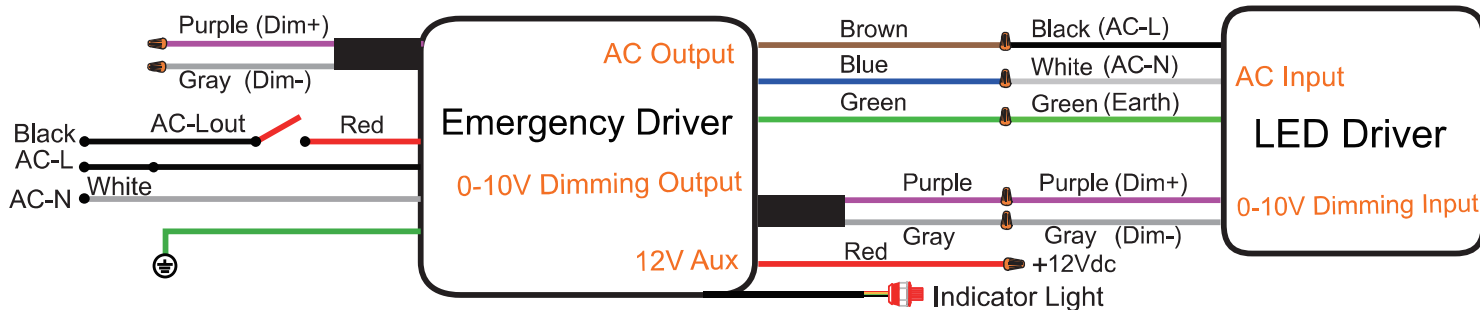 Purple (Dim+)
Gray (Dim-)
Black
AC-Lout
Red
AC-L
AC-N
White
AC Output
Emergency Driver
0-10V Dimming Output
12V Aux
Brown
Black (AC-L)
Blue
White (AC-N)
Green
Green (Earth)
Purple
Purple (Dim+)
Gray
Gray (Dim-)
Red
+12Vdc
Indicator Light
AC Input
LED Driver
0-10V Dimming Input